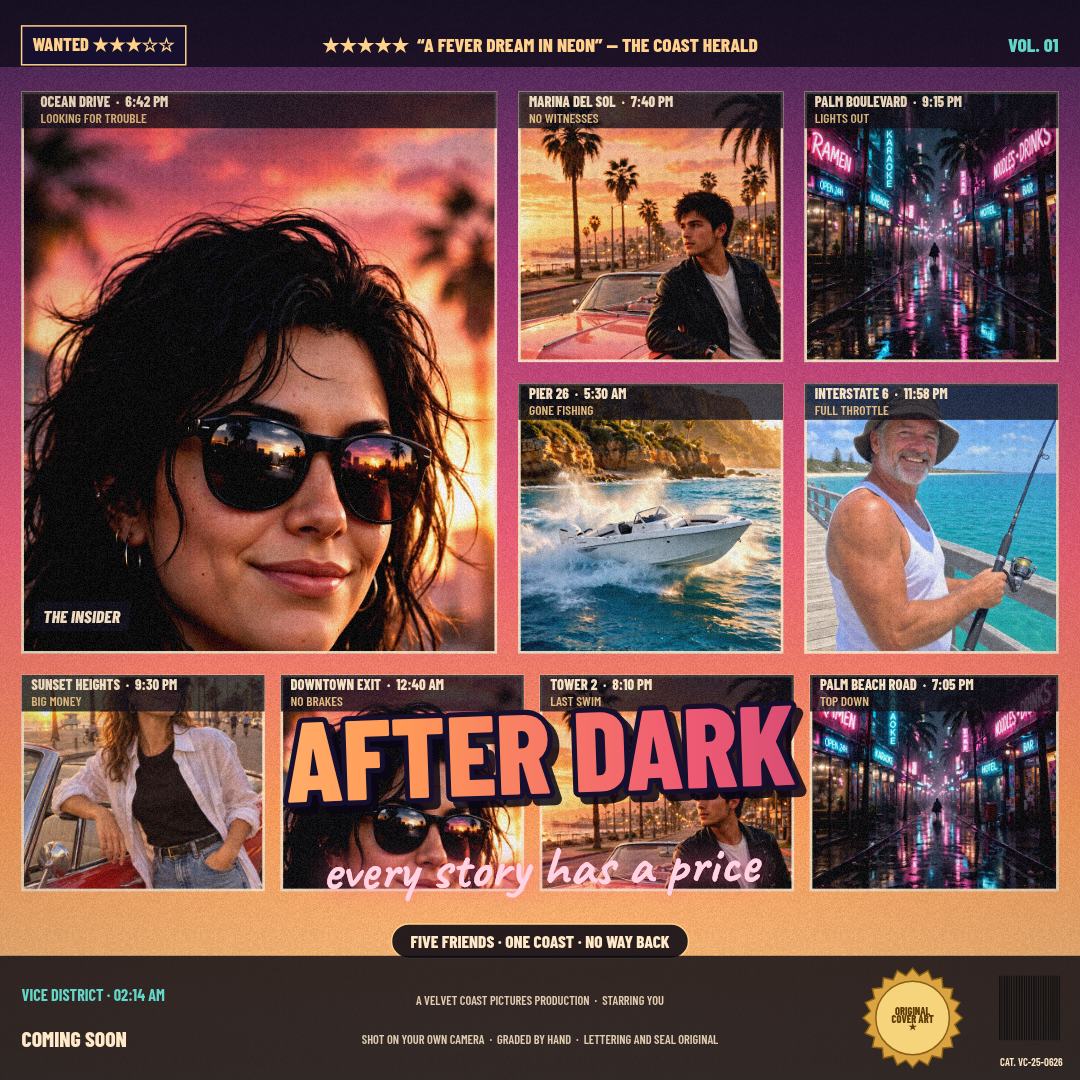 WANTED ★★★☆☆
★★★★★ “A FEVER DREAM IN NEON” — THE COAST HERALD
VOL. 01
OCEAN DRIVE · 6:42 PM
LOOKING FOR TROUBLE
MARINA DEL SOL · 7:40 PM
NO WITNESSES
PALM BOULEVARD · 9:15 PM
LIGHTS OUT
RAMEN
OPEN 24H
KARAOKE
KARAOKE
NOODLES · DRINKS
BAR
HOTEL
PIER 26 · 5:30 AM
GONE FISHING
INTERSTATE 6 · 11:58 PM
FULL THROTTLE
THE INSIDER
SUNSET HEIGHTS · 9:30 PM
BIG MONEY
DOWNTOWN EXIT · 12:40 AM
NO BRAKES
TOWER 2 · 8:10 PM
LAST SWIM
PALM BEACH ROAD · 7:05 PM
TOP DOWN
OPEN 24H
KARAOKE
BAR
HOTEL
AFTER DARK
every story has a price
FIVE FRIENDS · ONE COAST · NO WAY BACK
VICE DISTRICT · 02:14 AM
COMING SOON
A VELVET COAST PICTURES PRODUCTION · STARRING YOU
SHOT ON YOUR OWN CAMERA · GRADED BY HAND · LETTERING AND SEAL ORIGINAL
ORIGINAL
COVER ART
★
CAT. VC-25-0626